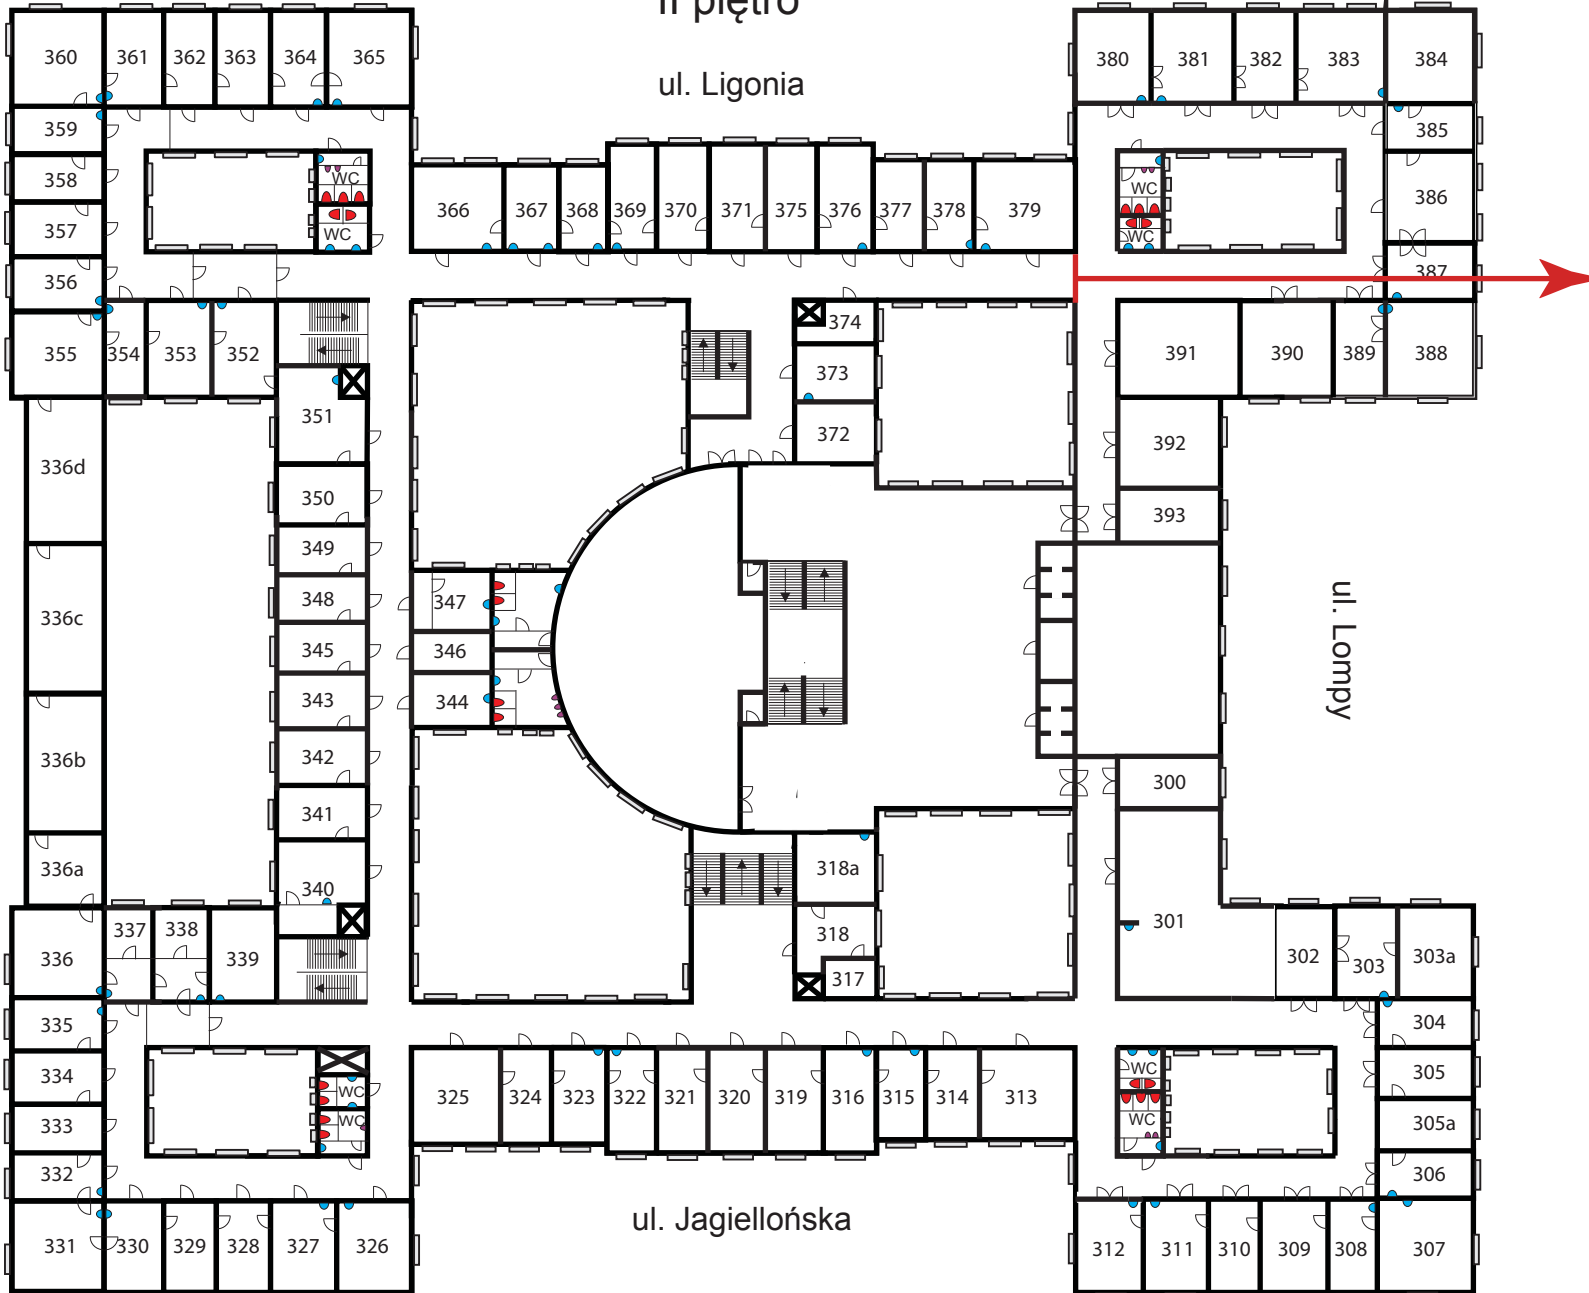 II piętro
ul. Ligonia
360 361 362 363 364 365
380 381 382 383 384
359
385
358 WC
WC 386
357 WC
366 367 368 369 370 371 375 376 377 378 379
WC
356
387
374
355 354 353 352
391 390 389 388
373
351
372
392
336d
350
393
349
348 347
336c
ul. Lompy
345 346
343 344
342
336b
300
341
336a
318a
340
301
337 338
318
336 339
302 303 303a
317
335
304
334
WC 305
325 324 323 322 321 320 319 316 315 314 313
WC
333 WC
WC 305a
332
306
ul. Jagiellońska
331 330 329 328 327 326
312 311 310 309 308 307